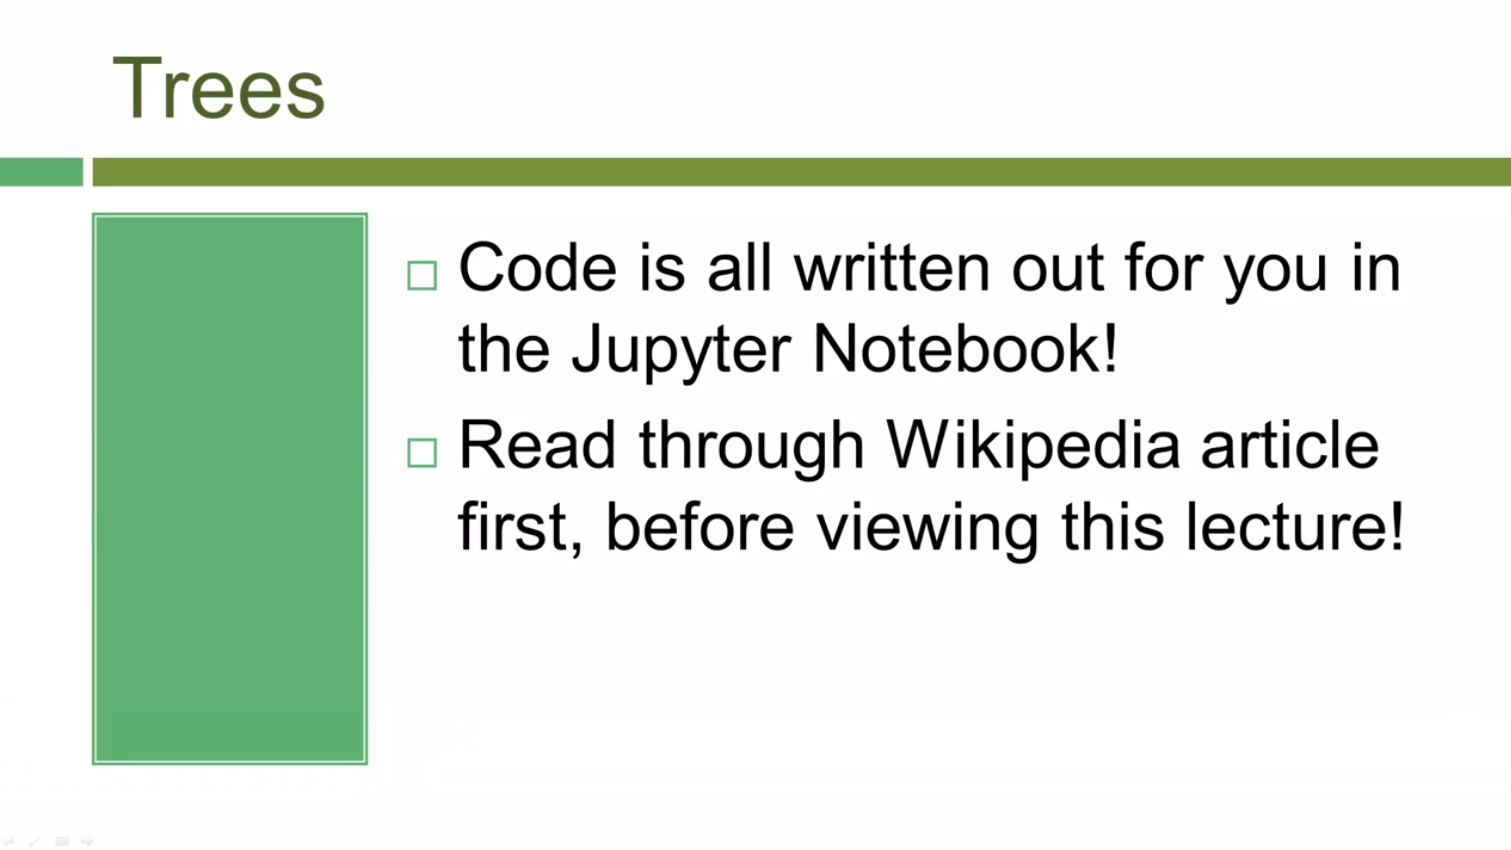 Trees
Code is all written out for you in
the Jupyter Notebook!
Read through Wikipedia article
first, before viewing this lecture!